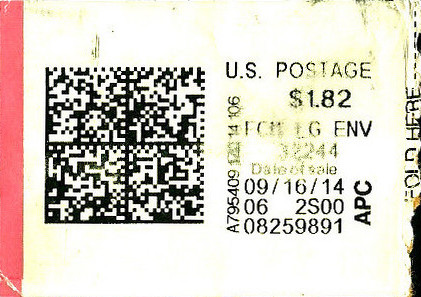 U.S. POSTAGE
$1.82
FCM LG ENV
32244
Date of sale
09/16/14
06 2S00
08259891
APC
FOLD HERE